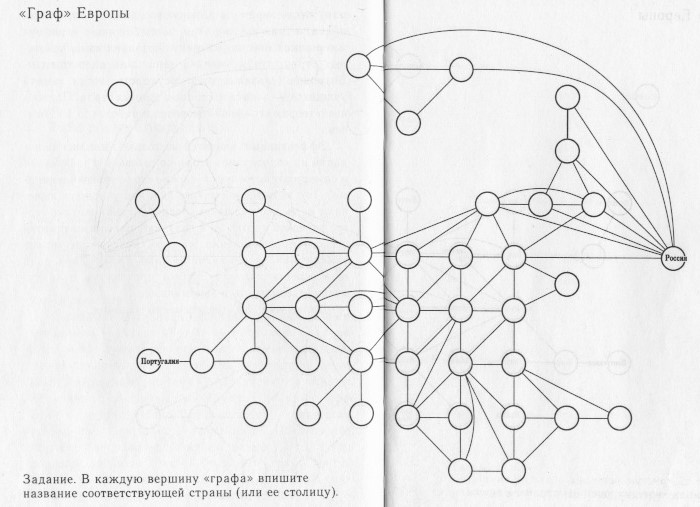 «Граф» Европы
Россия
Португалия
Задание. В каждую вершину «графа» впишите
название соответствующей страны (или ее столицу).